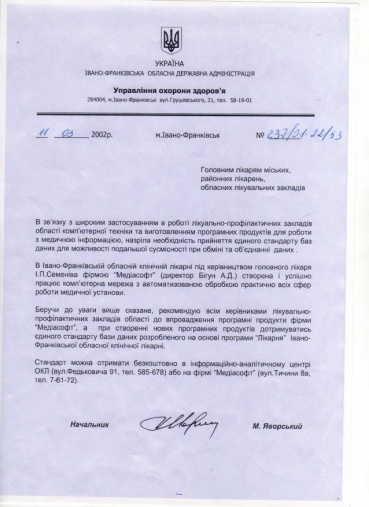 УКРАЇНА
ІВАНО-ФРАНКІВСЬКА ОБЛАСНА ДЕРЖАВНА АДМІНІСТРАЦІЯ
Управління охорони здоров'я
284004, м.Івано-Франківськ вул.Грушевського, 21, тел. 58-19-01
11 03 2002р. м.Івано-Франківськ №
Головним лікарям міських,
районних лікарень,
обласних лікувальних закладів
В зв'язку з широким застосуванням в роботі лікуально-профілактичних закладів
області комп'ютерної техніки та виготовленням програмних продуктів для роботи
з медичною інформацією, назріла необхідність прийняття єдиного стандарту баз
даних для можливості подальшої сусмісності при обміні та об'єднанні даних .
В Івано-Франківській обласній клінічній лікарні під керівництвом головного лікаря
І.П.Семеніва фірмою "Медіасофт" (директор Бігун А.Д.) створена і успішно
працює комп'ютерна мережа з автоматизованою обробкою практично всіх сфер
роботи медичної установи.
Беручи до уваги вище сказане, рекомендую всім керівниками лікувально-
профілактичних закладів області до впровадження програмні продукти фірми
"Медіасофт", а при створенні нових програмних продуктів дотримуватись
єдиного стандарту бази даних розробленого на основі програми "Лікарня" Івано-
Франківської обласної клінічної лікарні.
Стандарт можна отримати безкоштовно в інформаційно-аналітичному центрі
ОКЛ (вул.Федьковича 91, тел. 585-678) або на фірмі "Медіасофт" (вул.Тичини 8а,
тел. 7-61-72).
Начальник М. Яворський